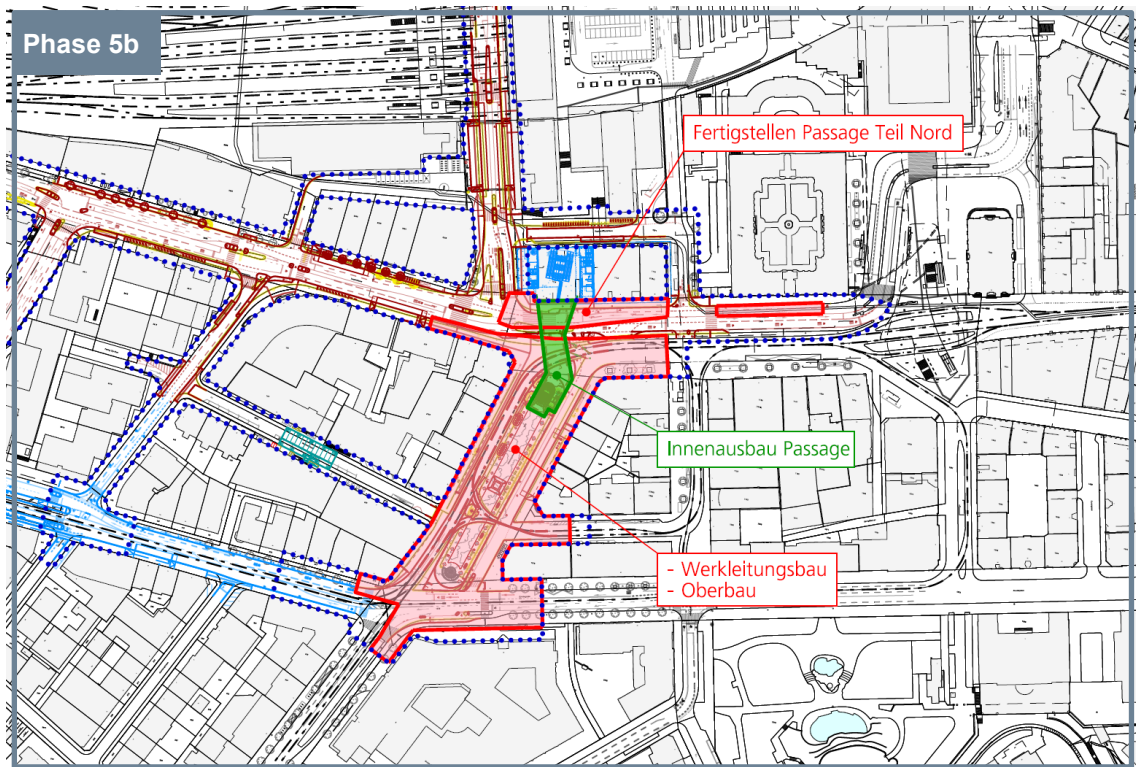 Phase 5b
Fertigstellen Passage Teil Nord
Innenausbau Passage
- Werkleitungsbau
- Oberbau